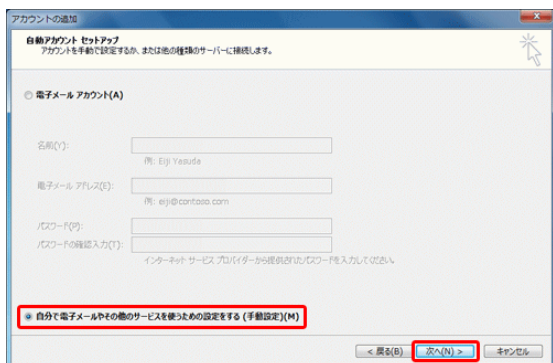 アカウントの追加
自動アカウント セットアップ
アカウントを手動で設定するか、または他の種類のサーバーに接続します。
電子メール アカウント(A)
名前(Y):
例: Eiji Yasuda
電子メール アドレス(E):
例: eiji@contoso.com
パスワード(P):
パスワードの確認入力(T):
インターネット サービス プロバイダーから提供されたパスワードを入力してください。
自分で電子メールやその他のサービスを使うための設定をする (手動設定)(M)
< 戻る(B) 次へ(N) > キャンセル